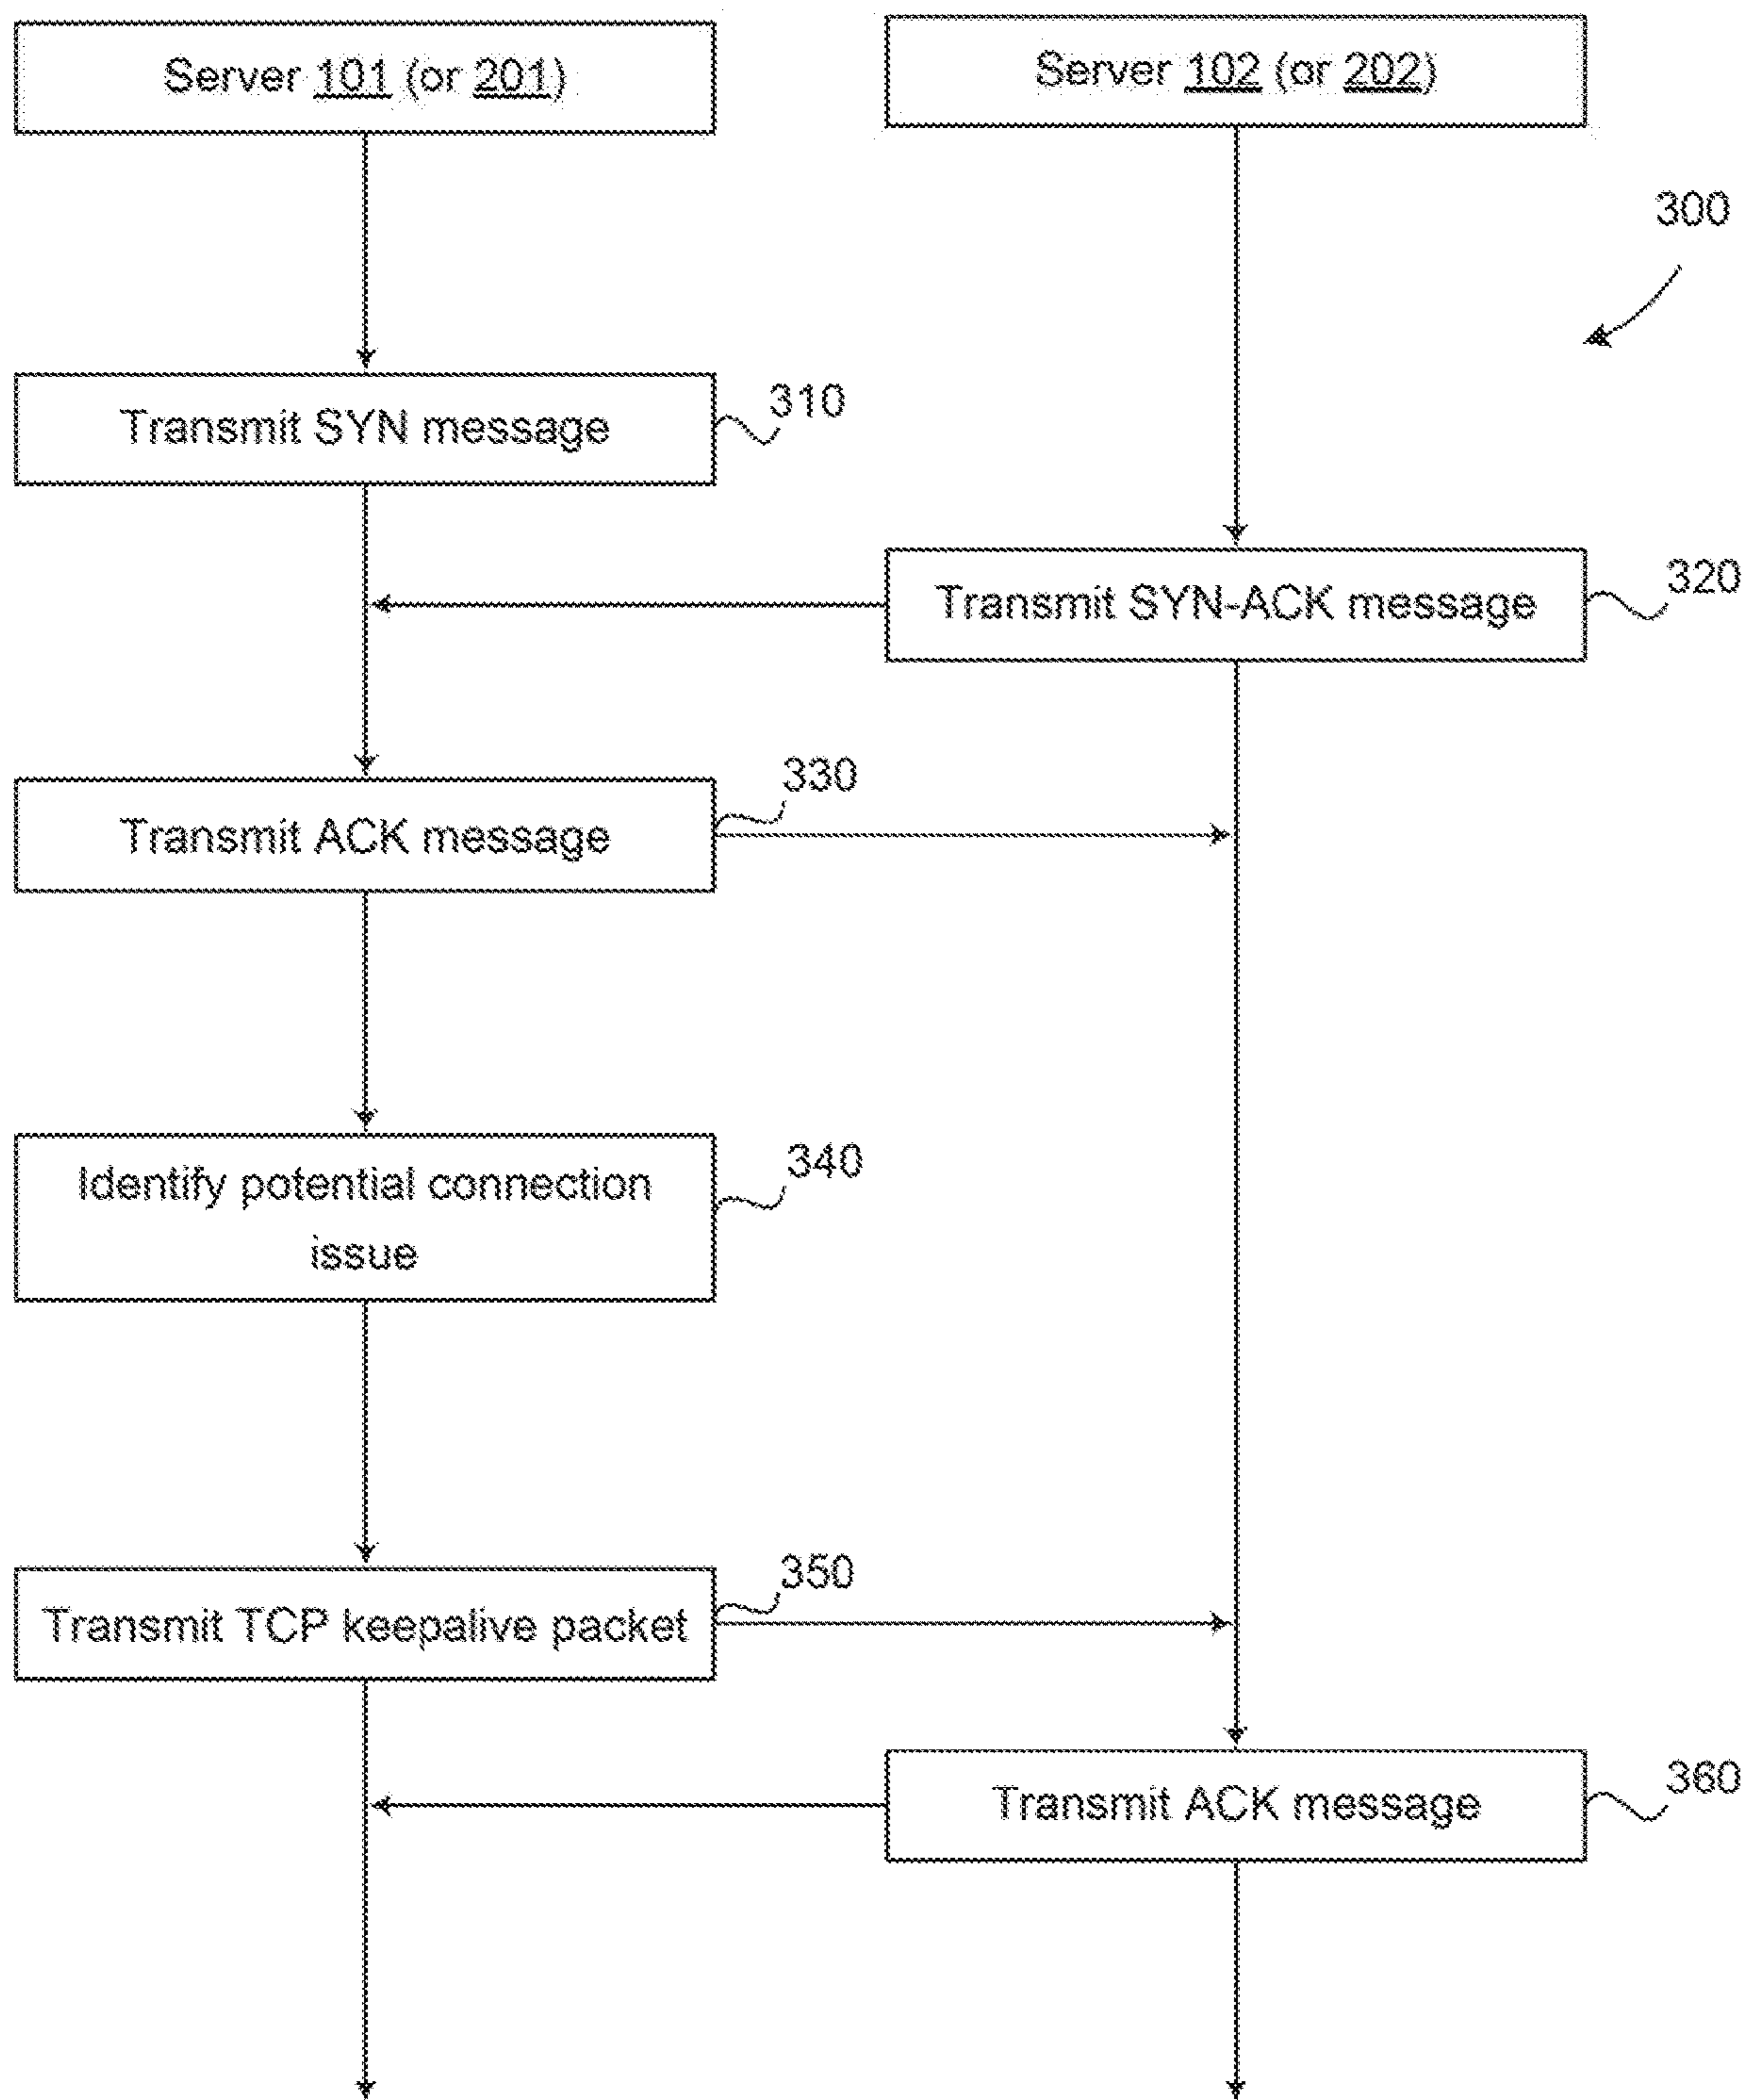 Server 101 (or 201)
Server 102 (or 202)
300
Transmit SYN message
310
Transmit SYN-ACK message
320
Transmit ACK message
330
Identify potential connection
issue
340
Transmit TCP keepalive packet
350
Transmit ACK message
360